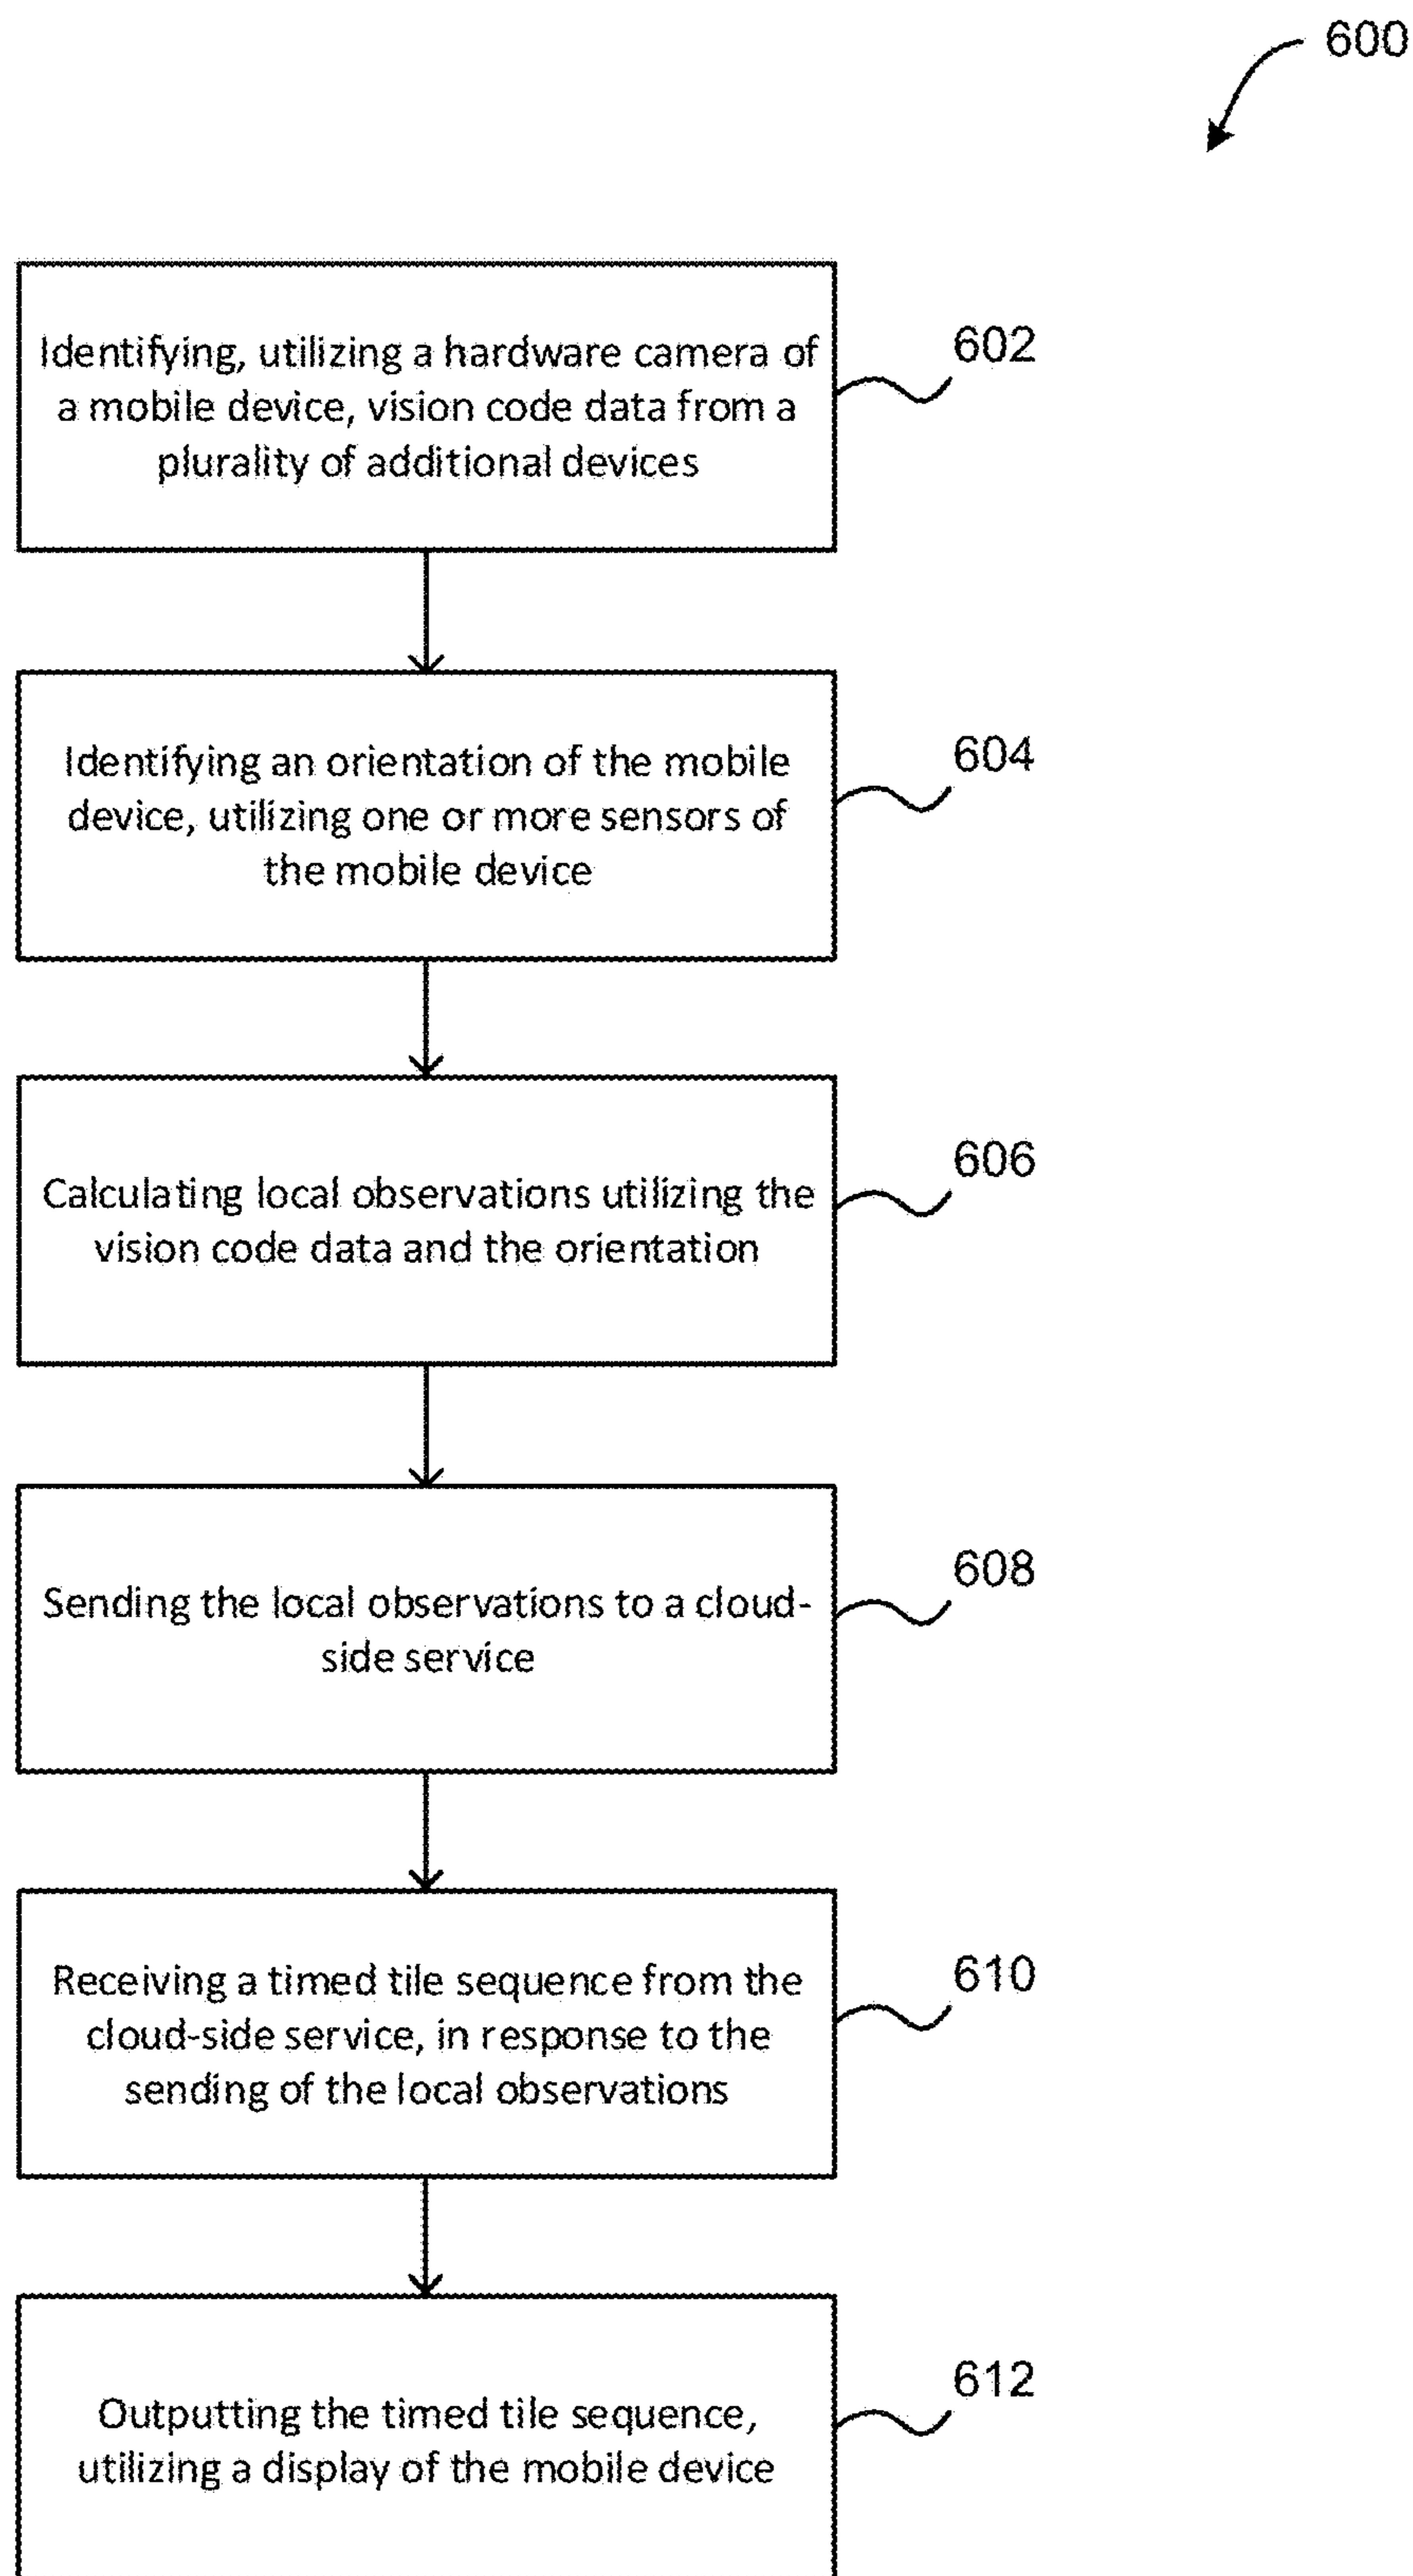 600
Identifying, utilizing a hardware camera of
a mobile device, vision code data from a
plurality of additional devices
602
Identifying an orientation of the mobile
device, utilizing one or more sensors of
the mobile device
604
Calculating local observations utilizing the
vision code data and the orientation
606
Sending the local observations to a cloud-
side service
608
Receiving a timed tile sequence from the
cloud-side service, in response to the
sending of the local observations
610
Outputting the timed tile sequence,
utilizing a display of the mobile device
612